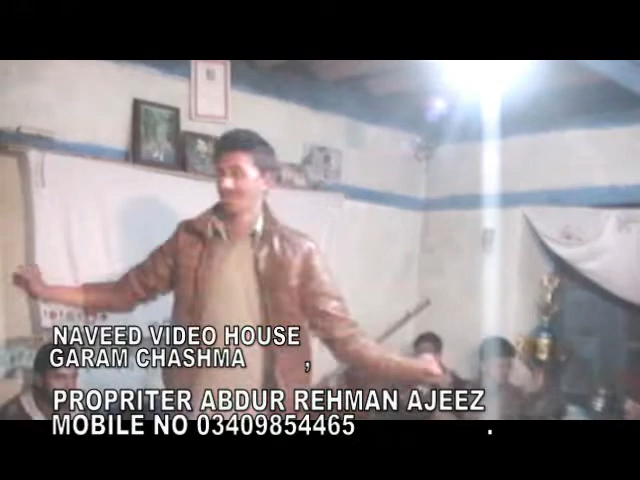 NAVEED VIDEO HOUSE
GARAM CHASHMA ,
PROPRITER ABDUR REHMAN AJEEZ
MOBILE NO 03409854465 .